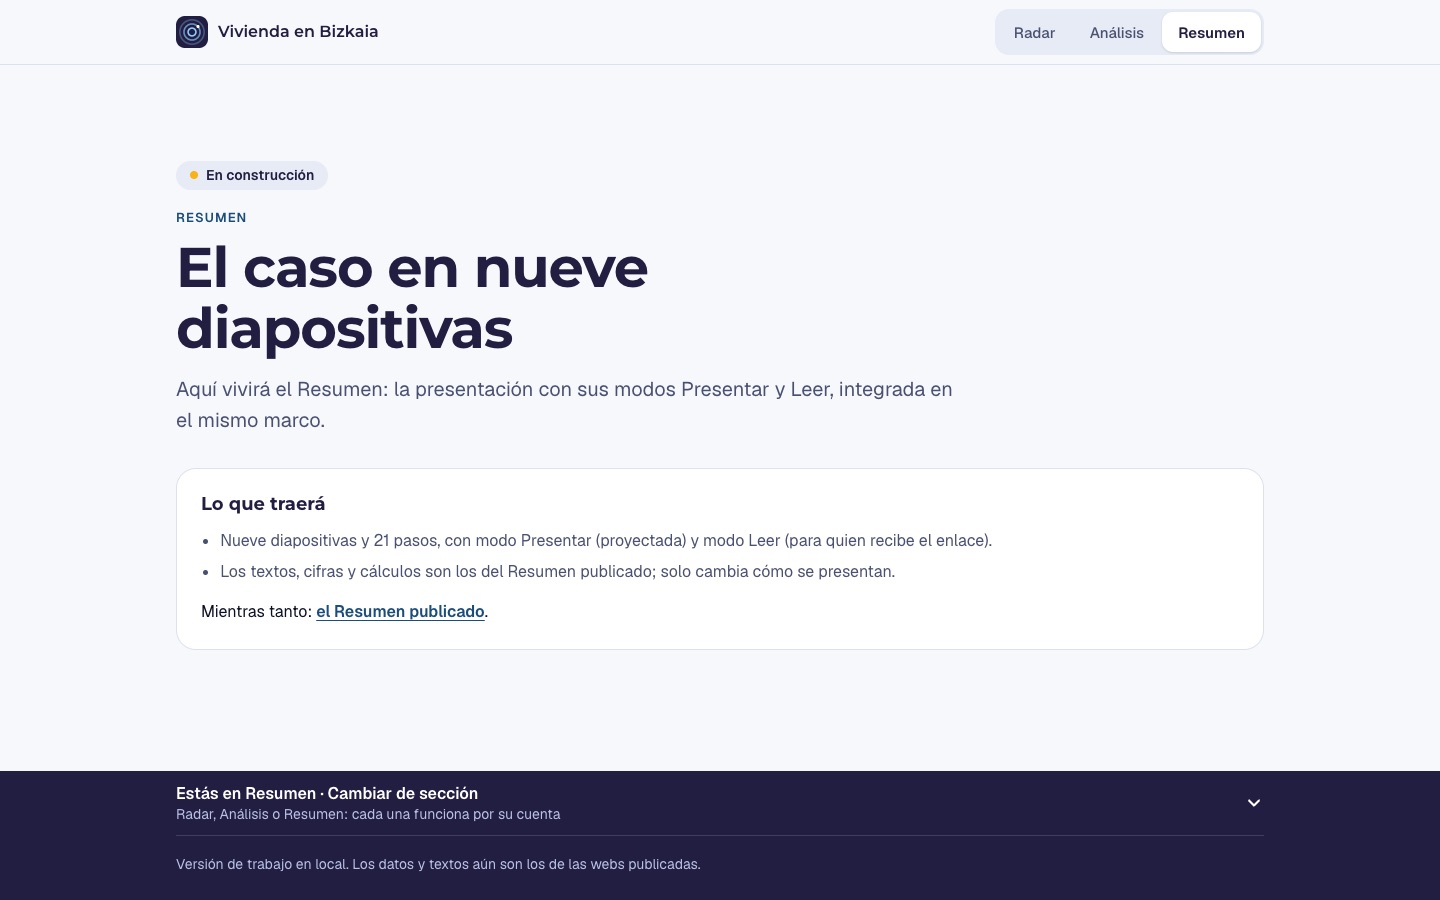 Vivienda en Bizkaia
Radar
Análisis
Resumen
En construcción
RESUMEN
El caso en nueve
diapositivas
Aquí vivirá el Resumen: la presentación con sus modos Presentar y Leer, integrada en
el mismo marco.
Lo que traerá
• Nueve diapositivas y 21 pasos, con modo Presentar (proyectada) y modo Leer (para quien recibe el enlace).
• Los textos, cifras y cálculos son los del Resumen publicado; solo cambia cómo se presentan.
Mientras tanto: el Resumen publicado.
Estás en Resumen · Cambiar de sección
Radar, Análisis o Resumen: cada una funciona por su cuenta
Versión de trabajo en local. Los datos y textos aún son los de las webs publicadas.